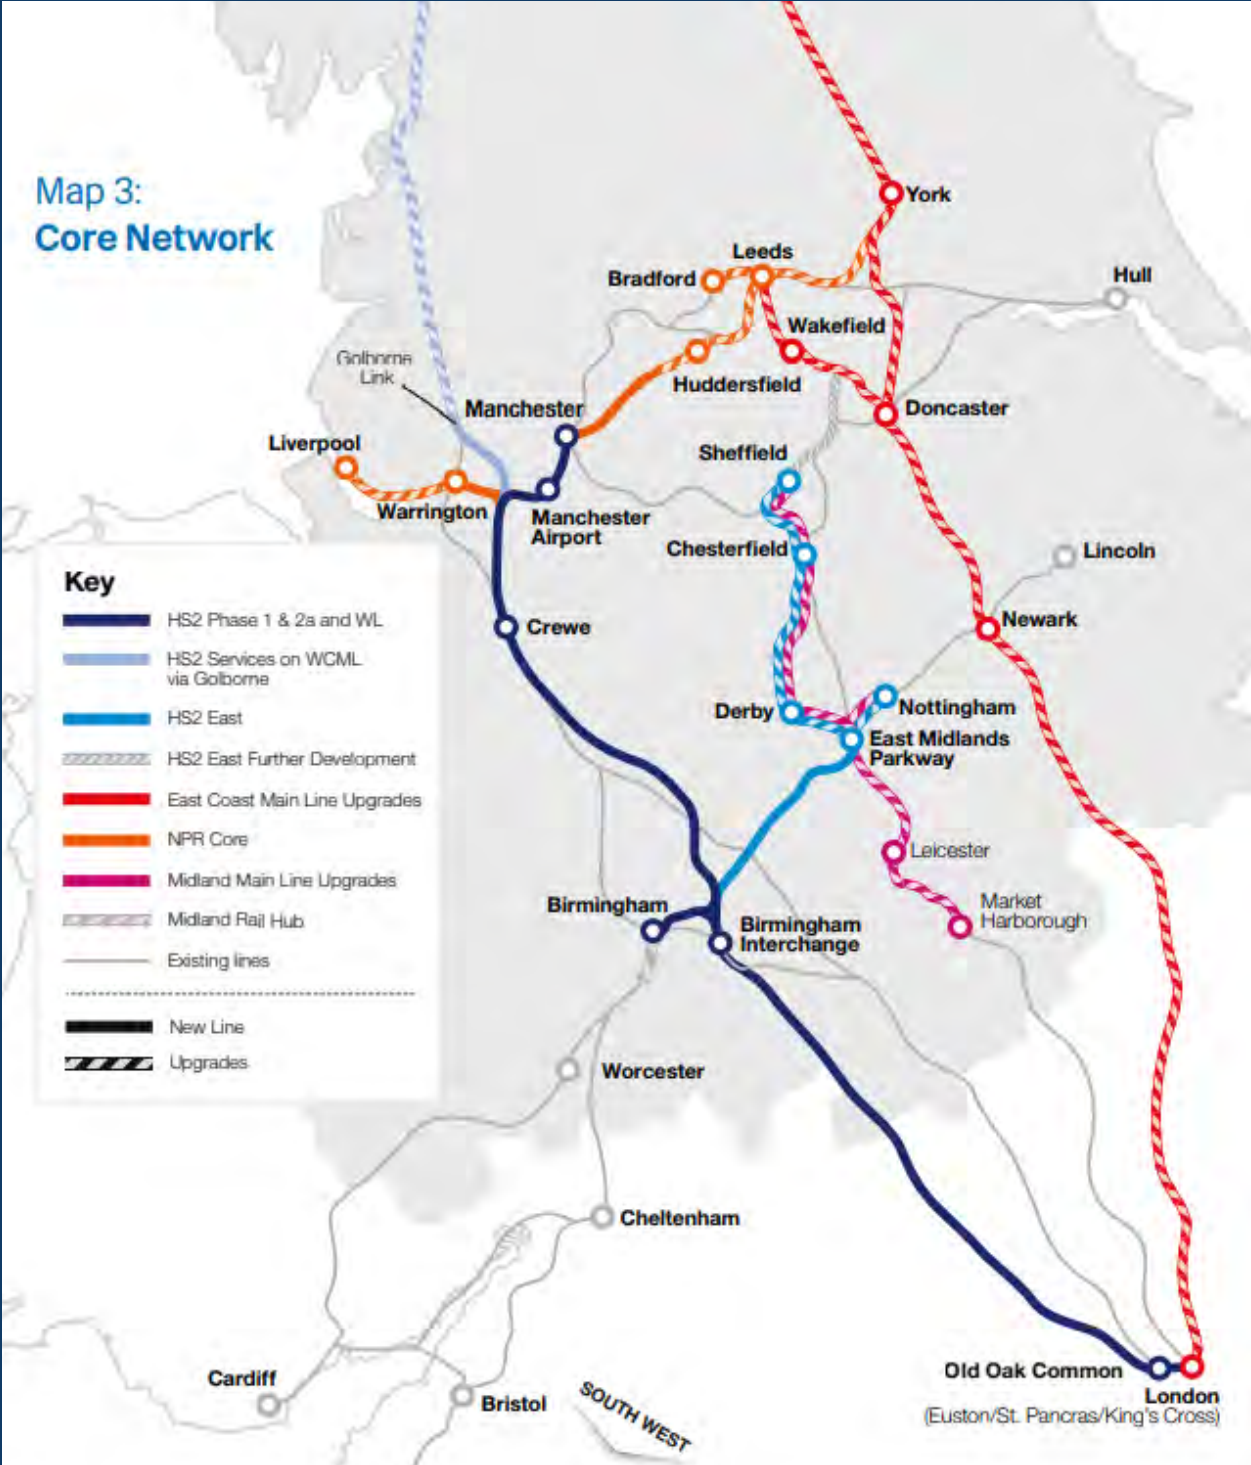 Map 3:
Core Network
York
Leeds
Bradford
Hull
Wakefield
Golborne
Link
Huddersfield
Manchester
Doncaster
Liverpool
Sheffield
Warrington
Manchester
Airport
Chesterfield
Lincoln
Key
HS2 Phase 1 & 2a and WL
HS2 Services on WCML
via Golborne
HS2 East
HS2 East Further Development
East Coast Main Line Upgrades
NPR Core
Midland Main Line Upgrades
Midland Rail Hub
Existing lines
New Line
Upgrades
Crewe
Newark
Derby
Nottingham
East Midlands
Parkway
Leicester
Market
Harborough
Birmingham
Birmingham
Interchange
Worcester
Cheltenham
Cardiff
Bristol
SOUTH WEST
Old Oak Common
London
(Euston/St. Pancras/King's Cross)